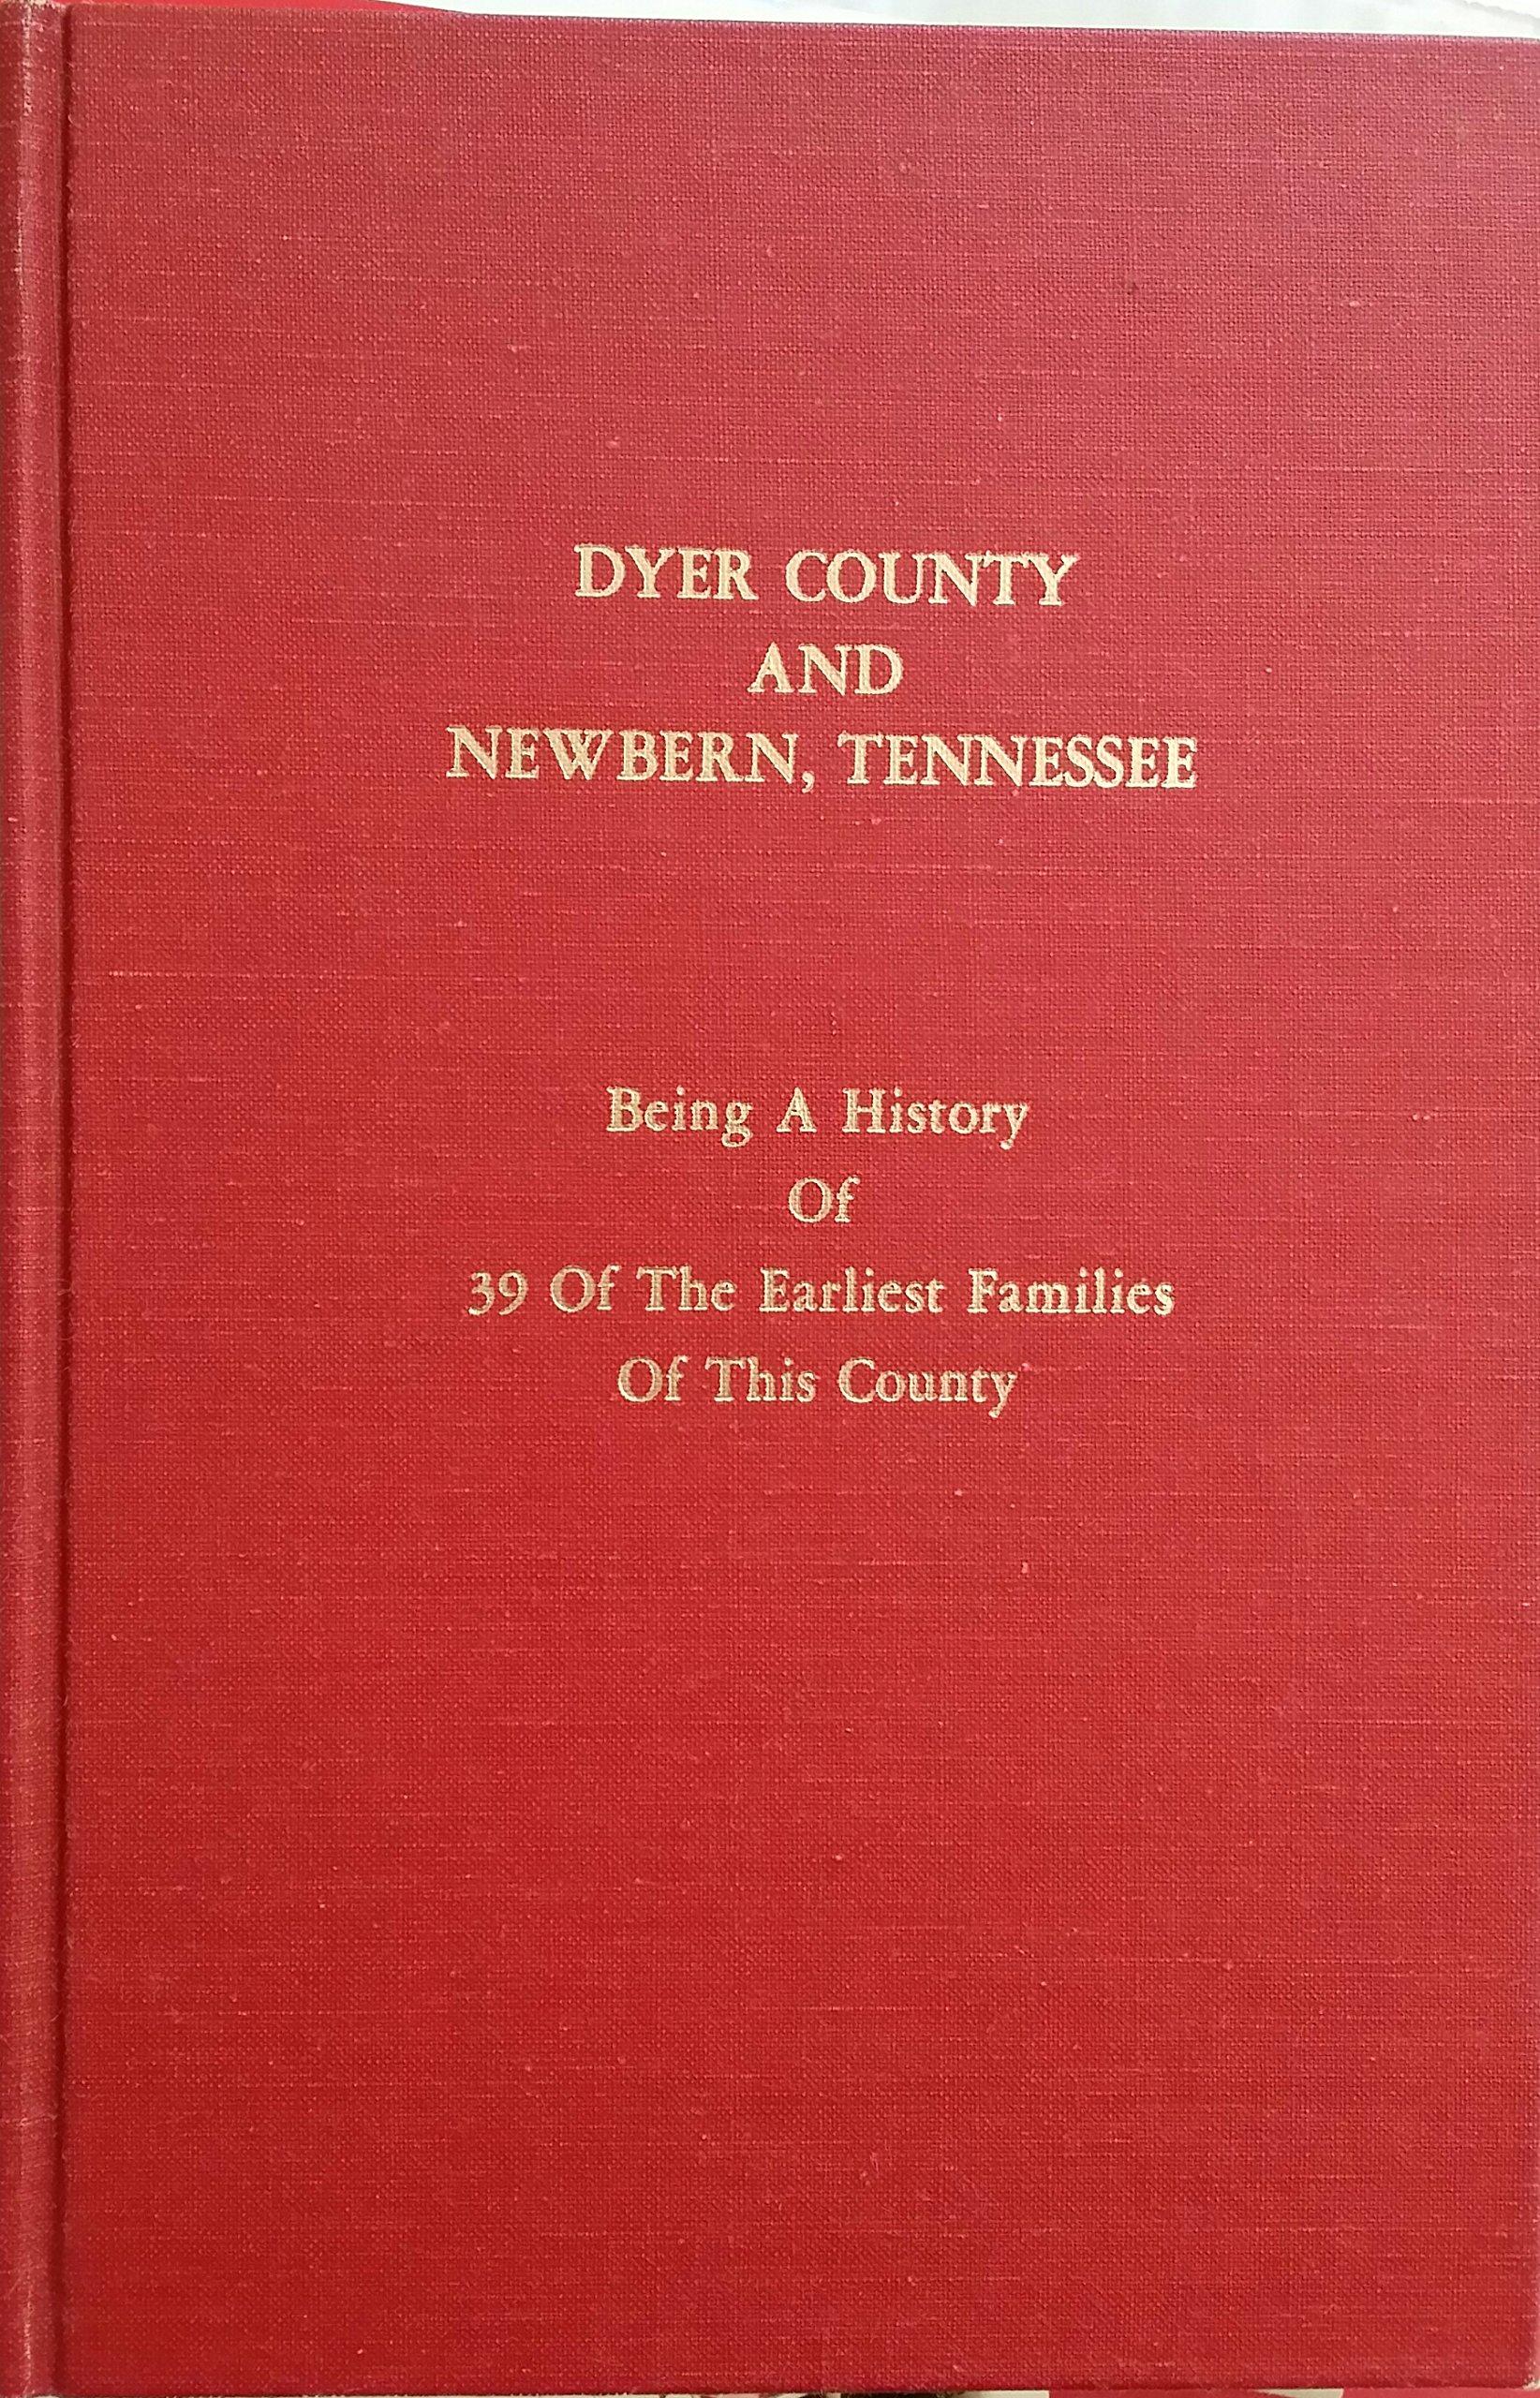 DYER COUNTY
AND
NEWBERN, TENNESSEE
Being A History
Of
39 Of The Earliest Families
Of This County